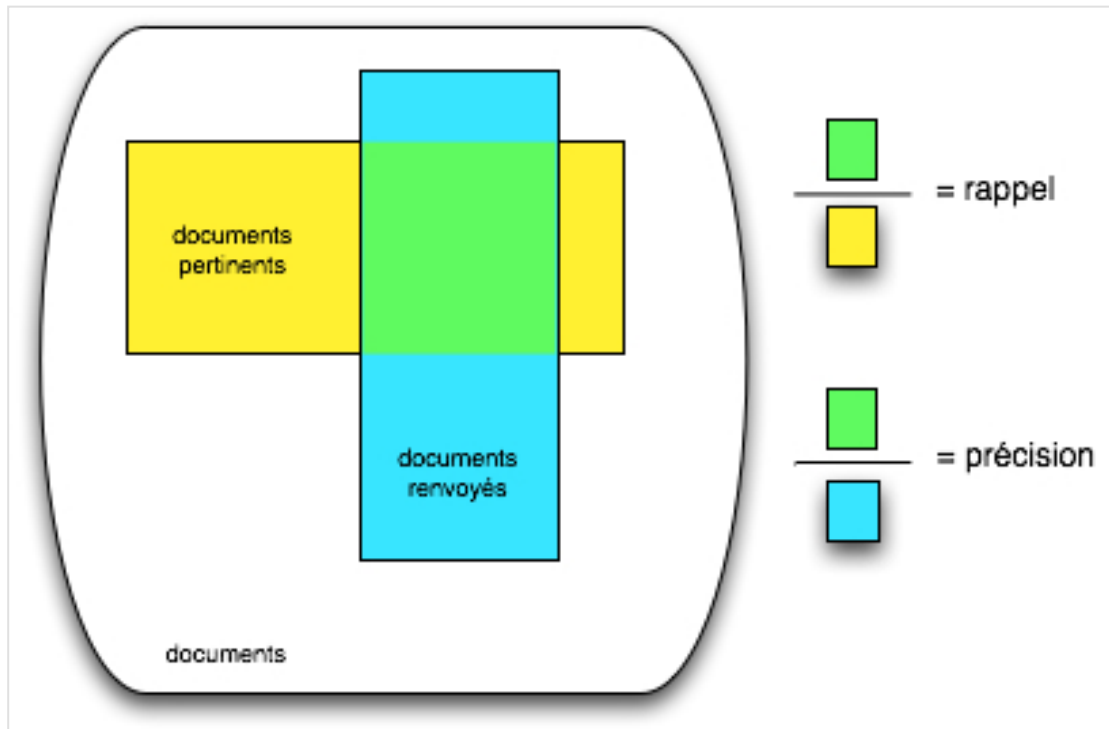 documents
pertinents
documents
renvoyés
documents
= rappel
= précision